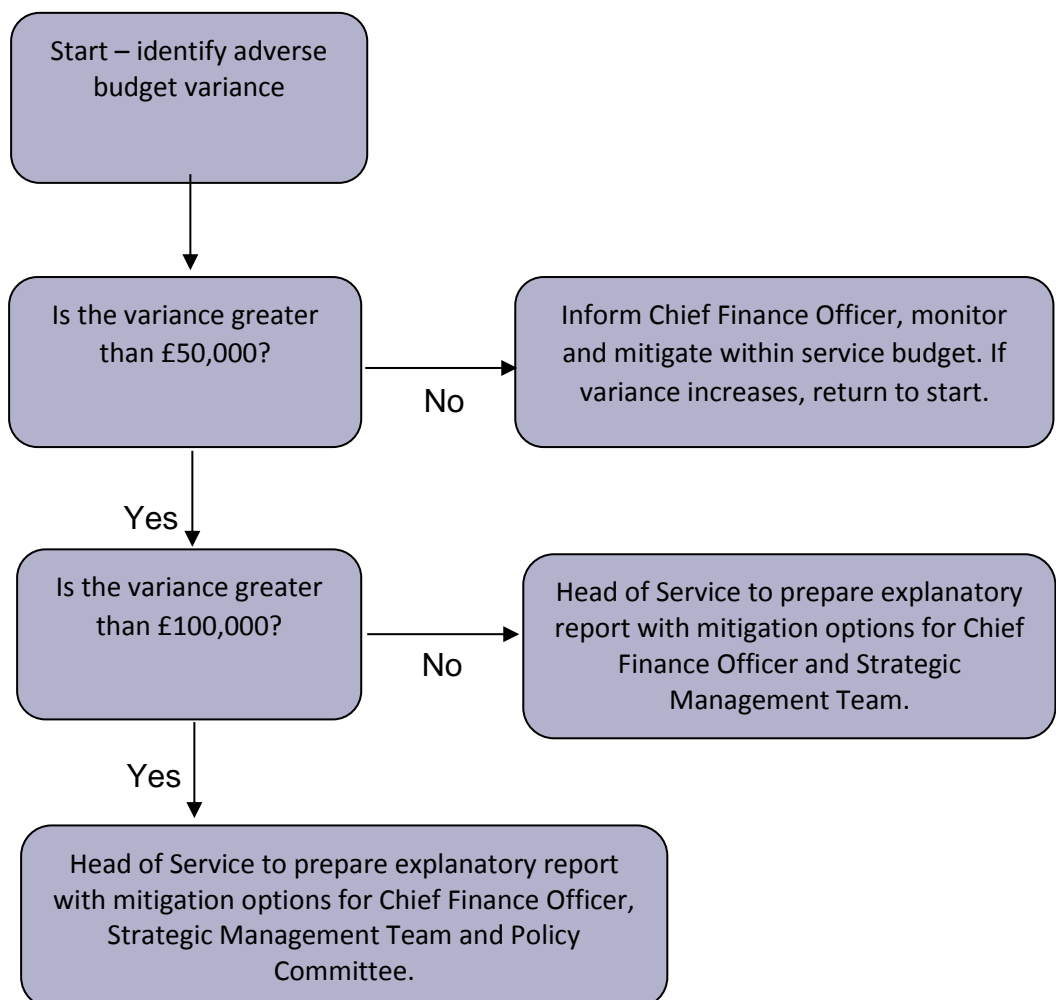 Start – identify adverse
budget variance
Is the variance greater
than £50,000?
No
Inform Chief Finance Officer, monitor
and mitigate within service budget. If
variance increases, return to start.
Yes
Is the variance greater
than £100,000?
No
Head of Service to prepare explanatory
report with mitigation options for Chief
Finance Officer and Strategic
Management Team.
Yes
Head of Service to prepare explanatory report
with mitigation options for Chief Finance Officer,
Strategic Management Team and Policy
Committee.